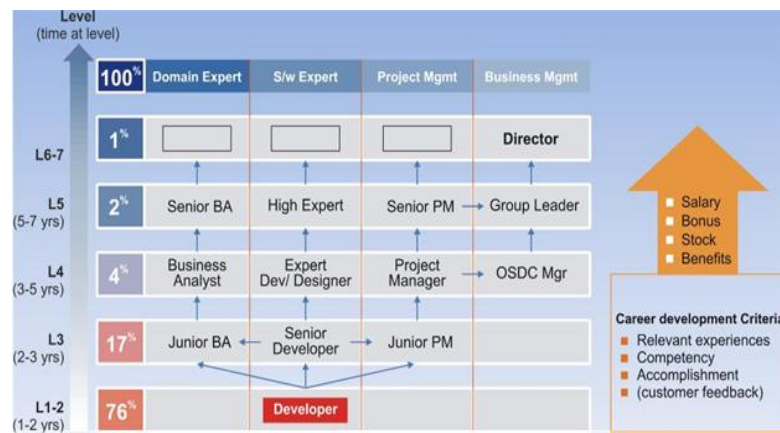 Level
(time at level)
100% Domain Expert S/w Expert Project Mgmt Business Mgmt
L6-7
1%
Director
L5
(5-7 yrs)
2%
Senior BA High Expert Senior PM Group Leader
L4
(3-5 yrs)
4%
Business
Analyst
Expert
Dev/ Designer
Project
Manager
OSDC Mgr
L3
(2-3 yrs)
17%
Junior BA
Senior
Developer
Junior PM
L1-2
(1-2 yrs)
76%
Developer
Salary
Bonus
Stock
Benefits
Career development Criteria
Relevant experiences
Competency
Accomplishment
(customer feedback)